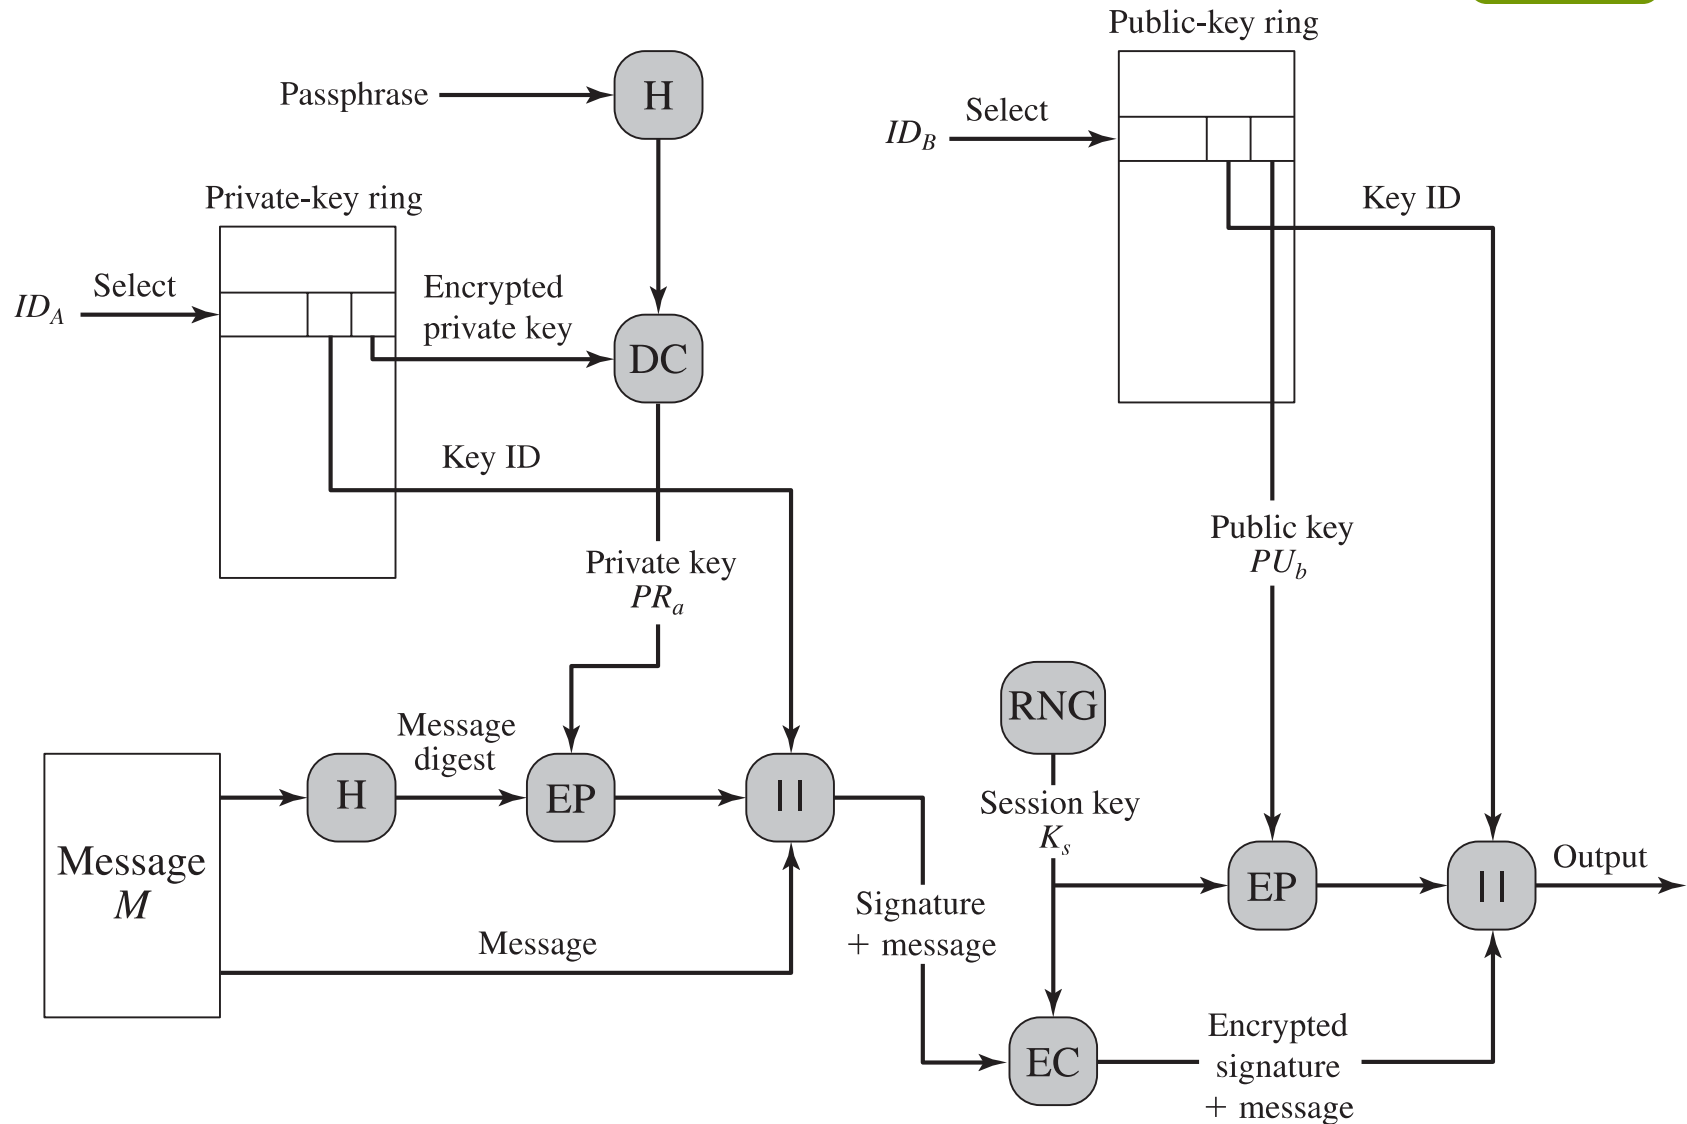 Public-key ring
Passphrase
H
Select
ID_B
Private-key ring
Key ID
Select
ID_A
Encrypted
private key
DC
Key ID
Public key
PU_b
Private key
PR_a
RNG
Message
digest
Session key
K_s
H
EP
||
Message
M
EP
||
Output
Signature
+ message
Message
EC
Encrypted
signature
+ message